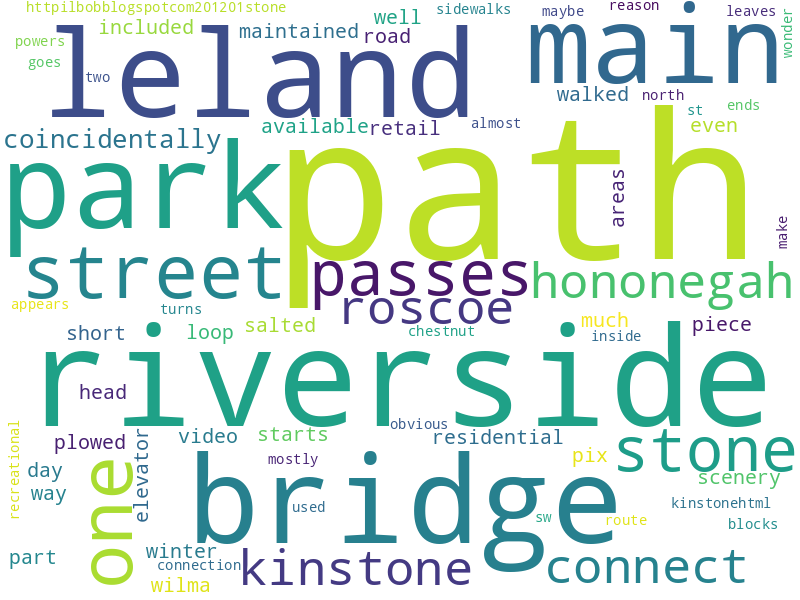 httpilbobblogspotcom201201stone
sidewalks
maybe
reason
leaves
wonder
powers
included
maintained
well
road
leland
main
goes
two
walked
north
st
ends
coincidentally
available
retail
almost
even
park
path
areas
make
street
passes
hononegah
appears
turns
roscoe
short
loop
salted
chestnut
much
inside
piece
riverside
head
obvious
recreational
plowed
elevator
video
starts
residential
stone
day
way
one
mostly
bridge
pix
scenery
used
sw
route
kinstonehtml
blocks
part
winter
connection
wilma
kinstone
connect